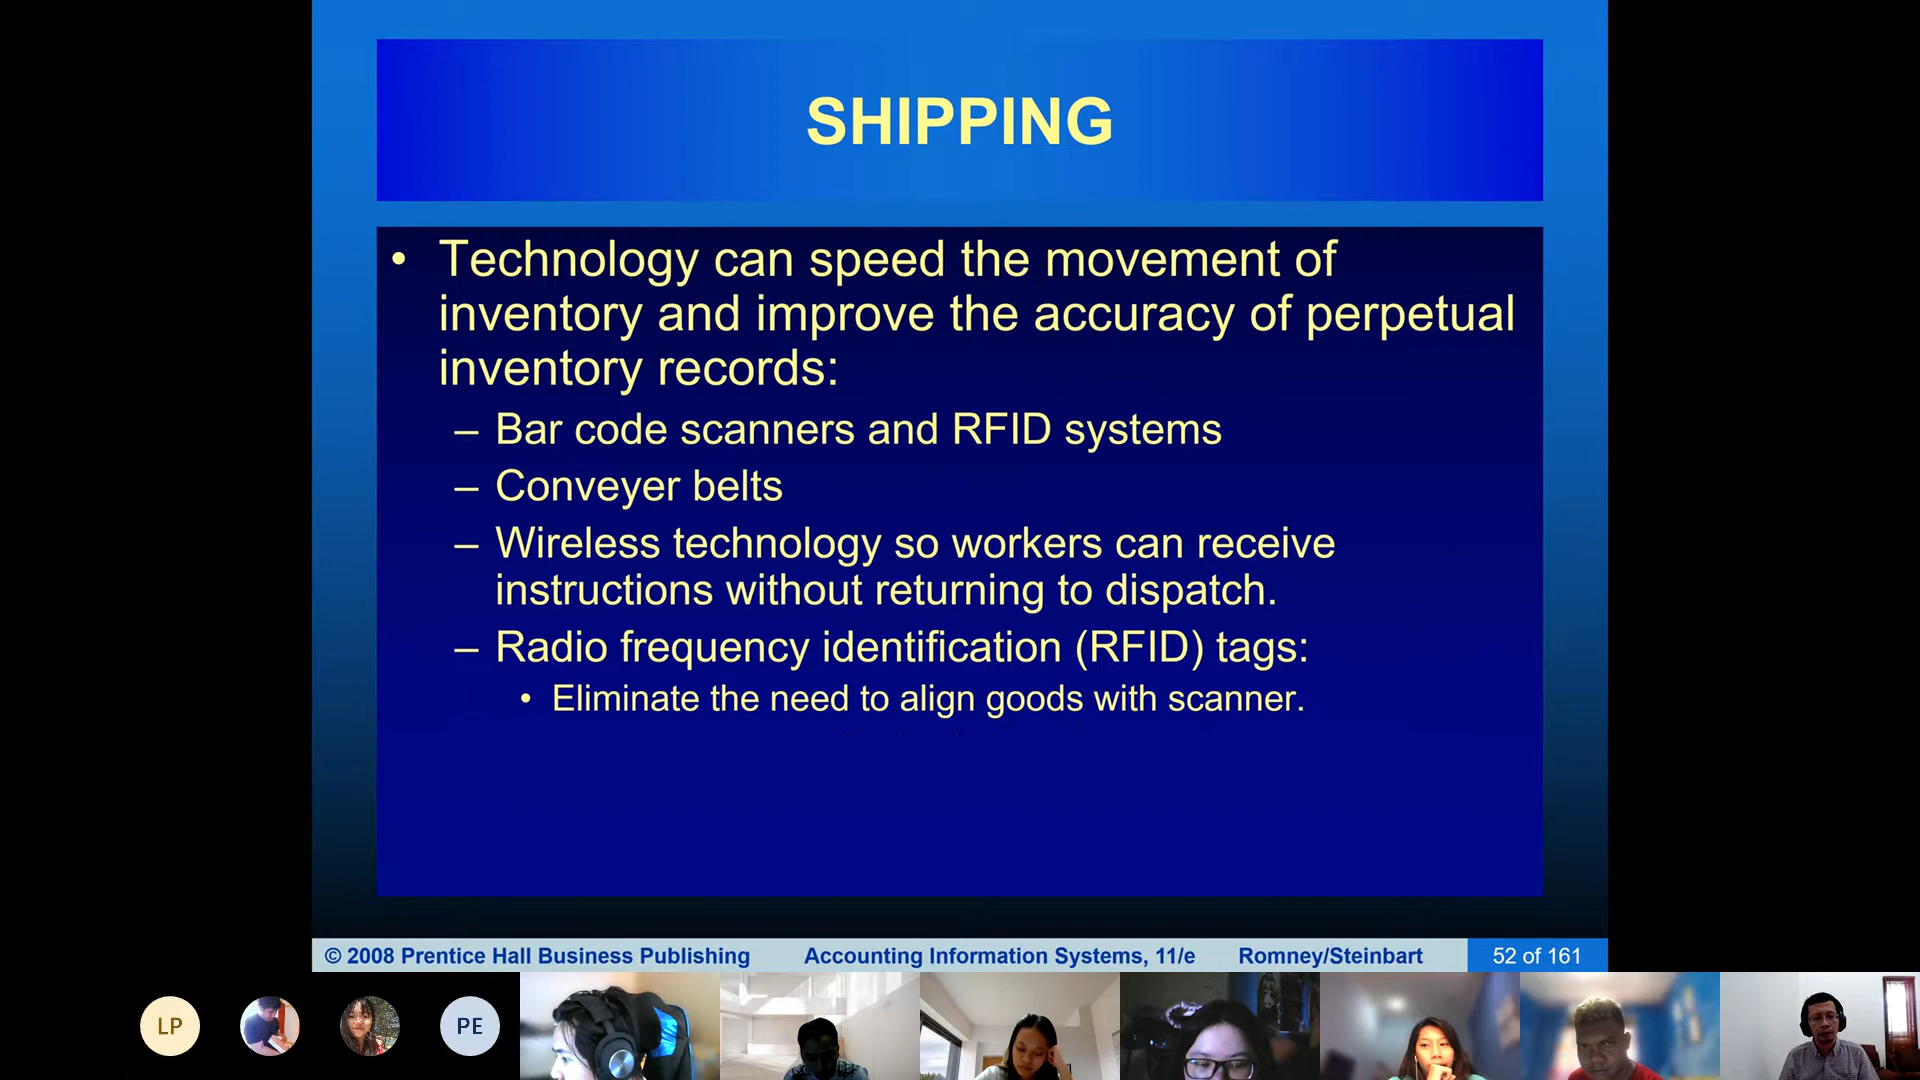 SHIPPING
• Technology can speed the movement of
inventory and improve the accuracy of perpetual
inventory records:
– Bar code scanners and RFID systems
– Conveyer belts
– Wireless technology so workers can receive
instructions without returning to dispatch.
– Radio frequency identification (RFID) tags:
• Eliminate the need to align goods with scanner.
© 2008 Prentice Hall Business Publishing Accounting Information Systems, 11/e Romney/Steinbart 52 of 161
LP PE